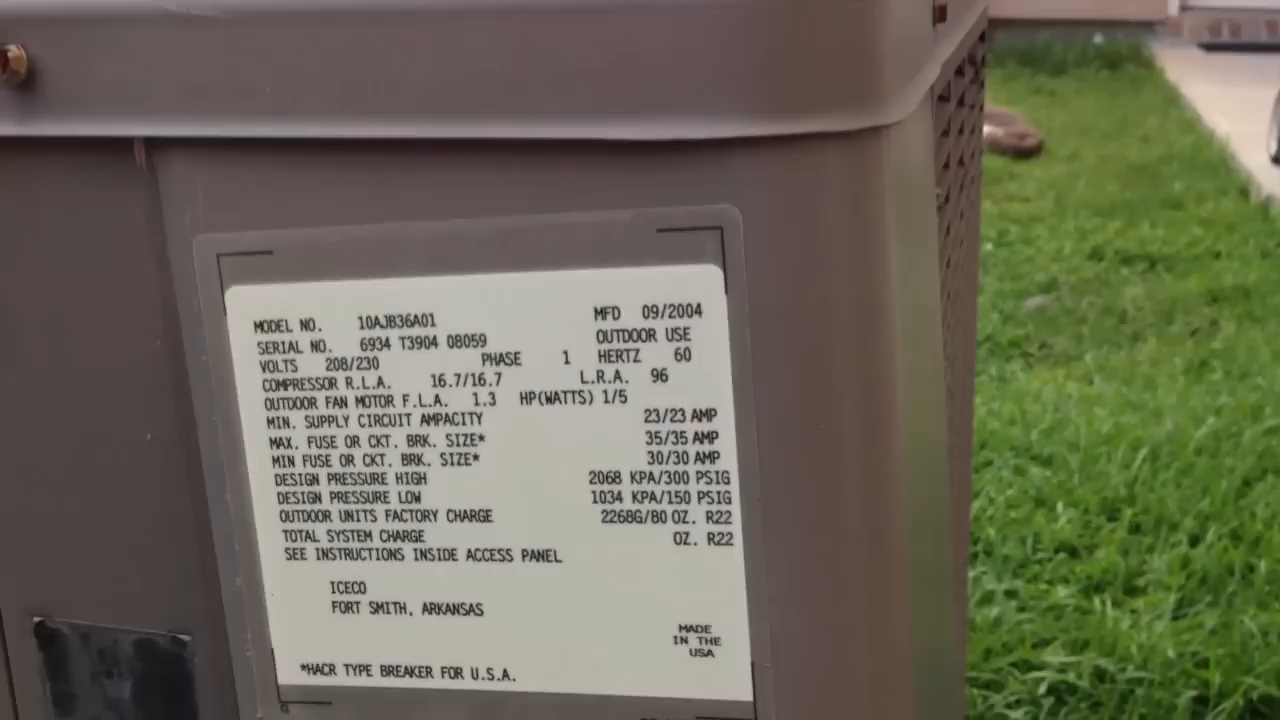 MODEL NO. 10AJB36A01 MFD 09/2004
SERIAL NO. 6934 T3904 08059 OUTDOOR USE
VOLTS 208/230 PHASE 1 HERTZ 60
COMPRESSOR R.L.A. 16.7/16.7 L.R.A. 96
OUTDOOR FAN MOTOR F.L.A. 1.3 HP(WATTS) 1/5
MIN. SUPPLY CIRCUIT AMPACITY 23/23 AMP
MAX. FUSE OR CKT. BRK. SIZE* 35/35 AMP
MIN FUSE OR CKT. BRK. SIZE* 30/30 AMP
DESIGN PRESSURE HIGH 2068 KPA/300 PSIG
DESIGN PRESSURE LOW 1034 KPA/150 PSIG
OUTDOOR UNITS FACTORY CHARGE 2268G/80 OZ. R22
TOTAL SYSTEM CHARGE OZ. R22
SEE INSTRUCTIONS INSIDE ACCESS PANEL
ICECO
FORT SMITH, ARKANSAS
MADE
IN THE
USA
*HACR TYPE BREAKER FOR U.S.A.